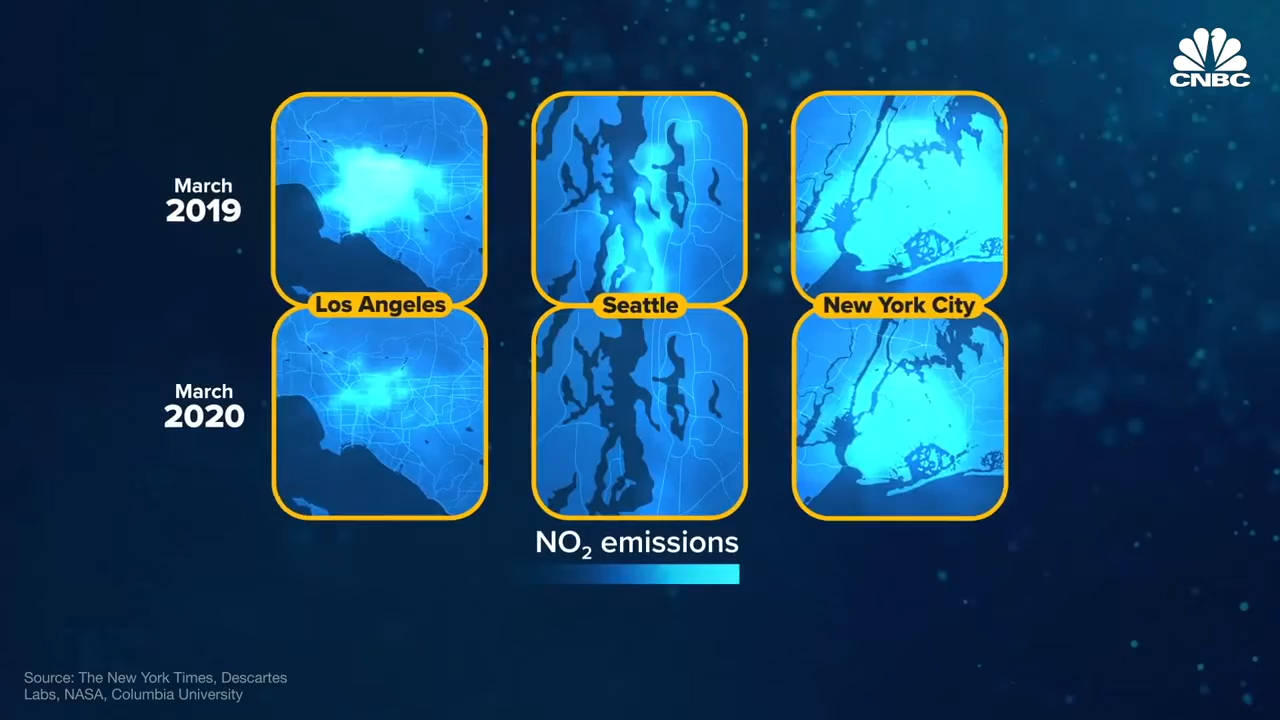 CNBC
March
2019
Los Angeles
Seattle
New York City
March
2020
NO₂ emissions
Source: The New York Times, Descartes
Labs, NASA, Columbia University